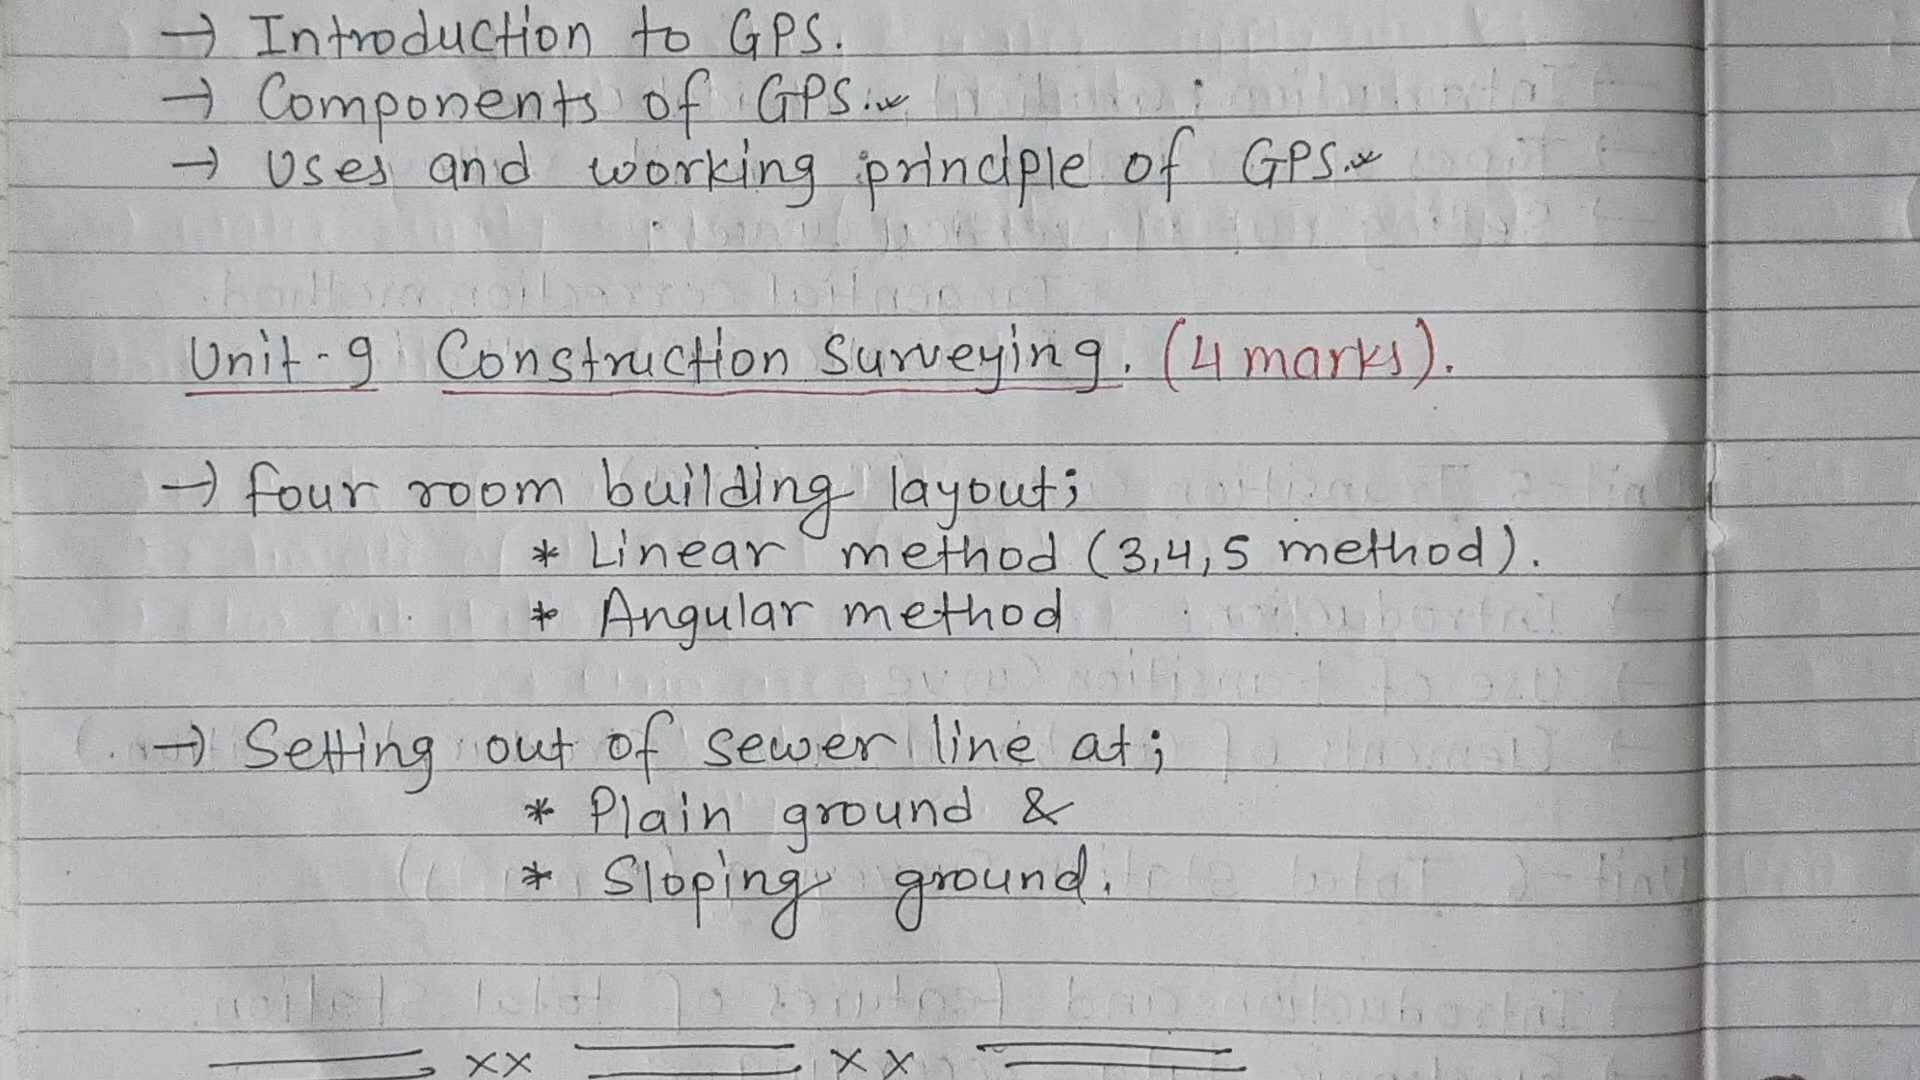 → Introduction to GPS.
→ Components of GPS.*
→ Uses and working principle of GPS.*
Unit-9 Construction Surveying. (4 marks).
→ four room building layout;
* Linear method (3,4,5 method).
* Angular method
→ Setting out of sewer line at;
* Plain ground &
* Sloping ground.
xx xx